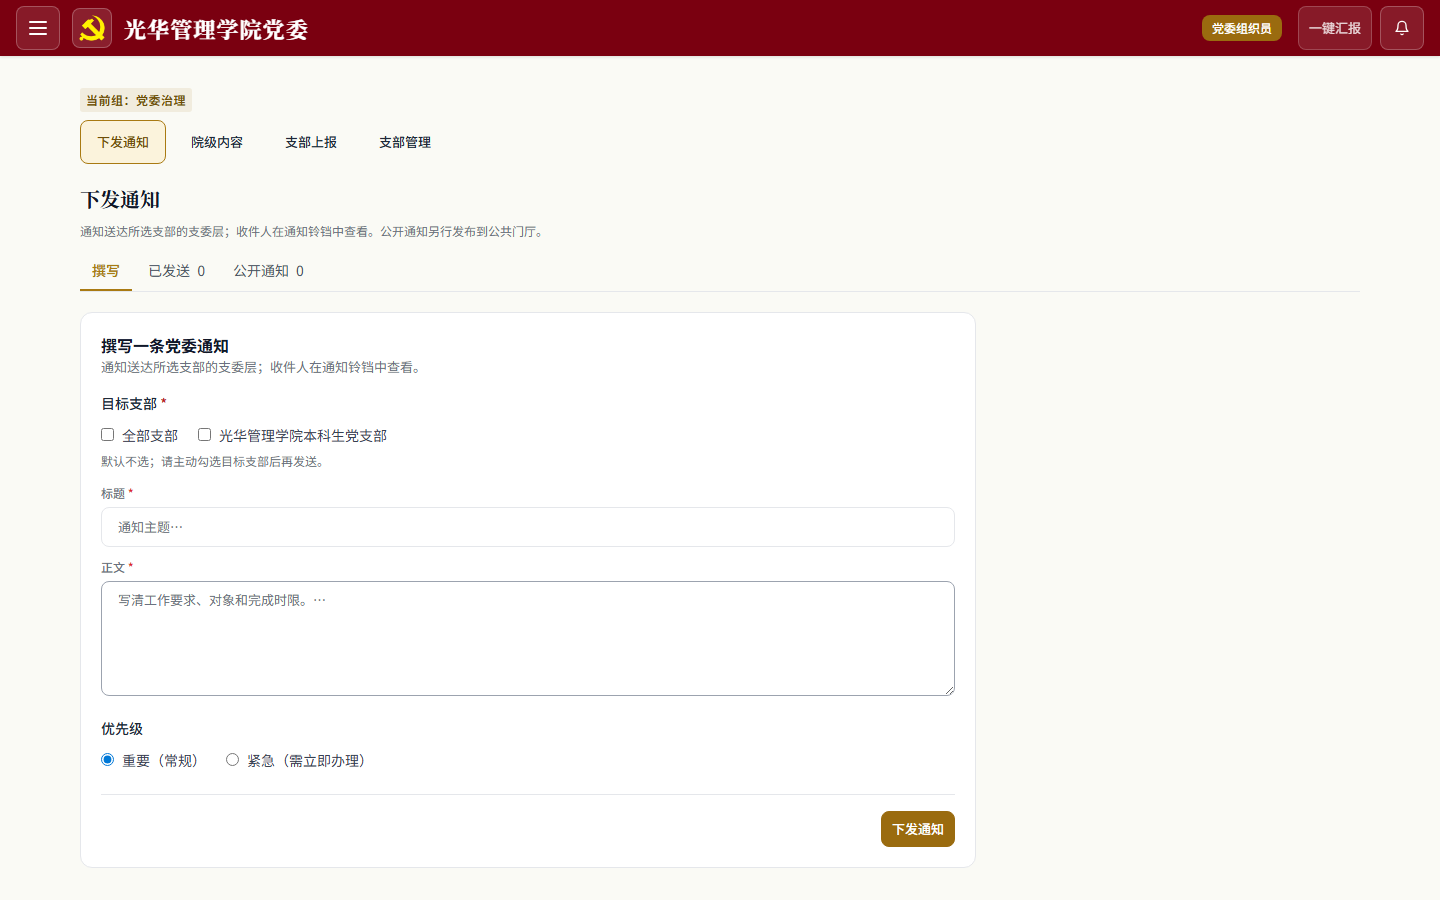 光华管理学院党委
党委组织员
一键汇报
当前组：党委治理
下发通知 院级内容 支部上报 支部管理
下发通知
通知送达所选支部的支委层；收件人在通知铃铛中查看。公开通知另行发布到公共门厅。
撰写 已发送 0 公开通知 0
撰写一条党委通知
通知送达所选支部的支委层；收件人在通知铃铛中查看。
目标支部 *
全部支部 光华管理学院本科生党支部
默认不选；请主动勾选目标支部后再发送。
标题 *
通知主题…
正文 *
写清工作要求、对象和完成时限。…
优先级
重要（常规） 紧急（需立即办理）
下发通知